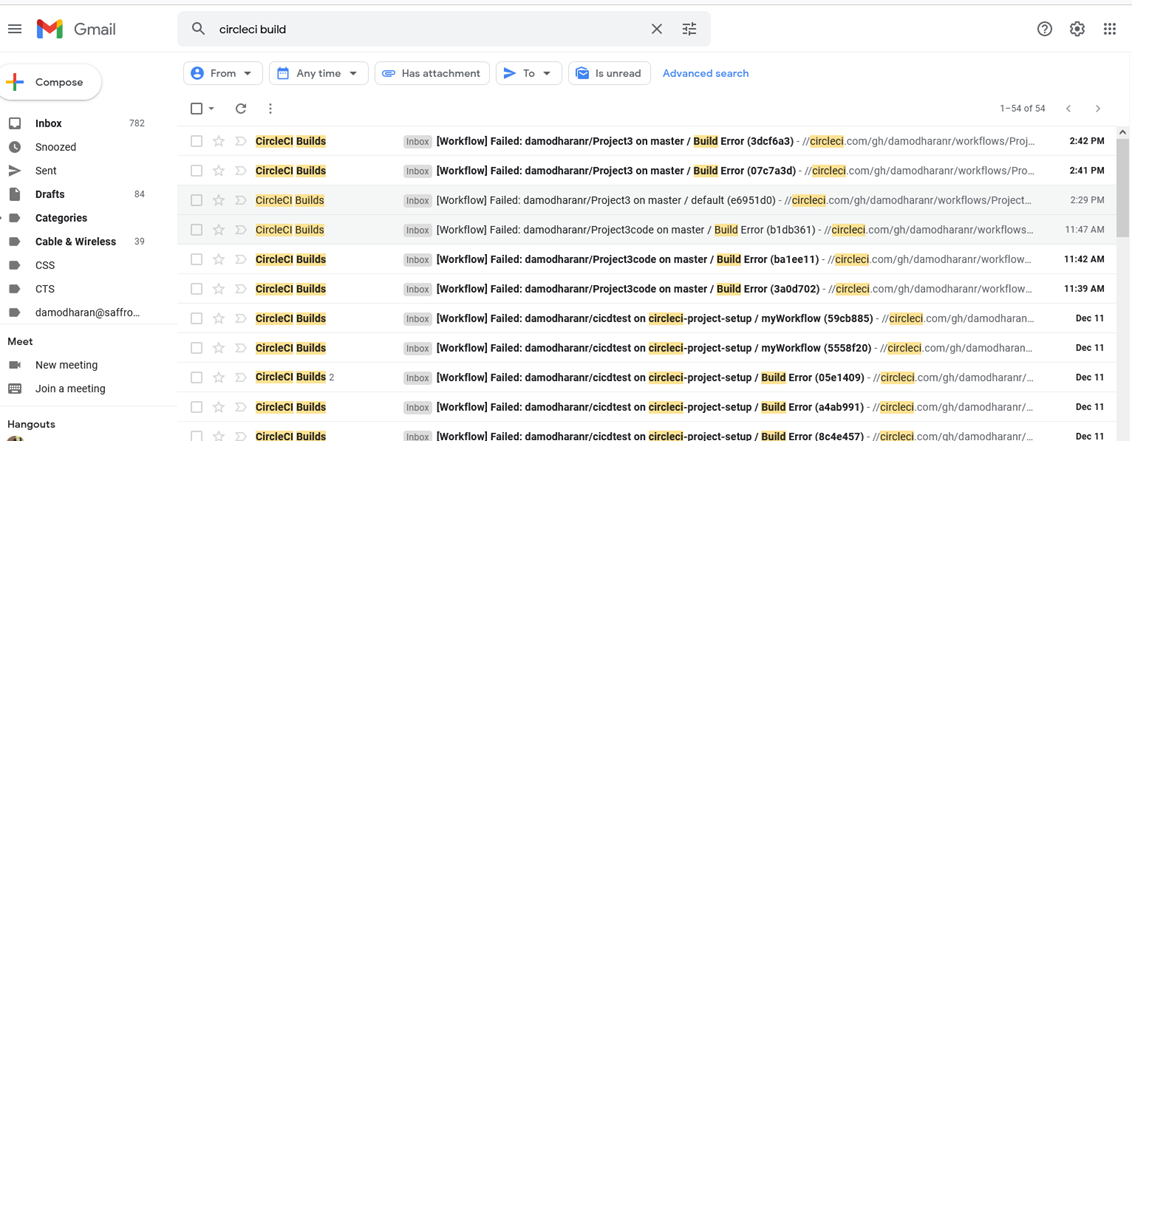 Gmail
circleci build
Compose
From Any time Has attachment To Is unread Advanced search
1–54 of 54
Inbox 782
Snoozed
Sent
Drafts 84
Categories
Cable & Wireless 39
CSS
CTS
damodharan@saffro...
Meet
New meeting
Join a meeting
Hangouts
CircleCI Builds Inbox [Workflow] Failed: damodharanr/Project3 on master / Build Error (3dcf6a3) - //circleci.com/gh/damodharanr/workflows/Proj... 2:42 PM
CircleCI Builds Inbox [Workflow] Failed: damodharanr/Project3 on master / Build Error (07c7a3d) - //circleci.com/gh/damodharanr/workflows/Pro... 2:41 PM
CircleCI Builds Inbox [Workflow] Failed: damodharanr/Project3 on master / default (e6951d0) - //circleci.com/gh/damodharanr/workflows/Project... 2:29 PM
CircleCI Builds Inbox [Workflow] Failed: damodharanr/Project3code on master / Build Error (b1db361) - //circleci.com/gh/damodharanr/workflows... 11:47 AM
CircleCI Builds Inbox [Workflow] Failed: damodharanr/Project3code on master / Build Error (ba1ee11) - //circleci.com/gh/damodharanr/workflow... 11:42 AM
CircleCI Builds Inbox [Workflow] Failed: damodharanr/Project3code on master / Build Error (3a0d702) - //circleci.com/gh/damodharanr/workflow... 11:39 AM
CircleCI Builds Inbox [Workflow] Failed: damodharanr/cicdtest on circleci-project-setup / myWorkflow (59cb885) - //circleci.com/gh/damodharan... Dec 11
CircleCI Builds Inbox [Workflow] Failed: damodharanr/cicdtest on circleci-project-setup / myWorkflow (5558f20) - //circleci.com/gh/damodharan... Dec 11
CircleCI Builds 2 Inbox [Workflow] Failed: damodharanr/cicdtest on circleci-project-setup / Build Error (05e1409) - //circleci.com/gh/damodharanr/... Dec 11
CircleCI Builds Inbox [Workflow] Failed: damodharanr/cicdtest on circleci-project-setup / Build Error (a4ab991) - //circleci.com/gh/damodharanr/... Dec 11
CircleCI Builds Inbox [Workflow] Failed: damodharanr/cicdtest on circleci-project-setup / Build Error (8c4e457) - //circleci.com/gh/damodharanr/... Dec 11